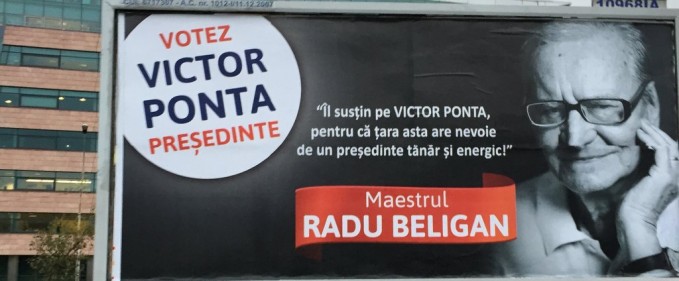 10968IA
VOTEZ
VICTOR
PONTA
PREȘEDINTE
“Îl susțin pe VICTOR PONTA,
pentru că țara asta are nevoie
de un președinte tânăr și energic!”
Maestrul
RADU BELIGAN